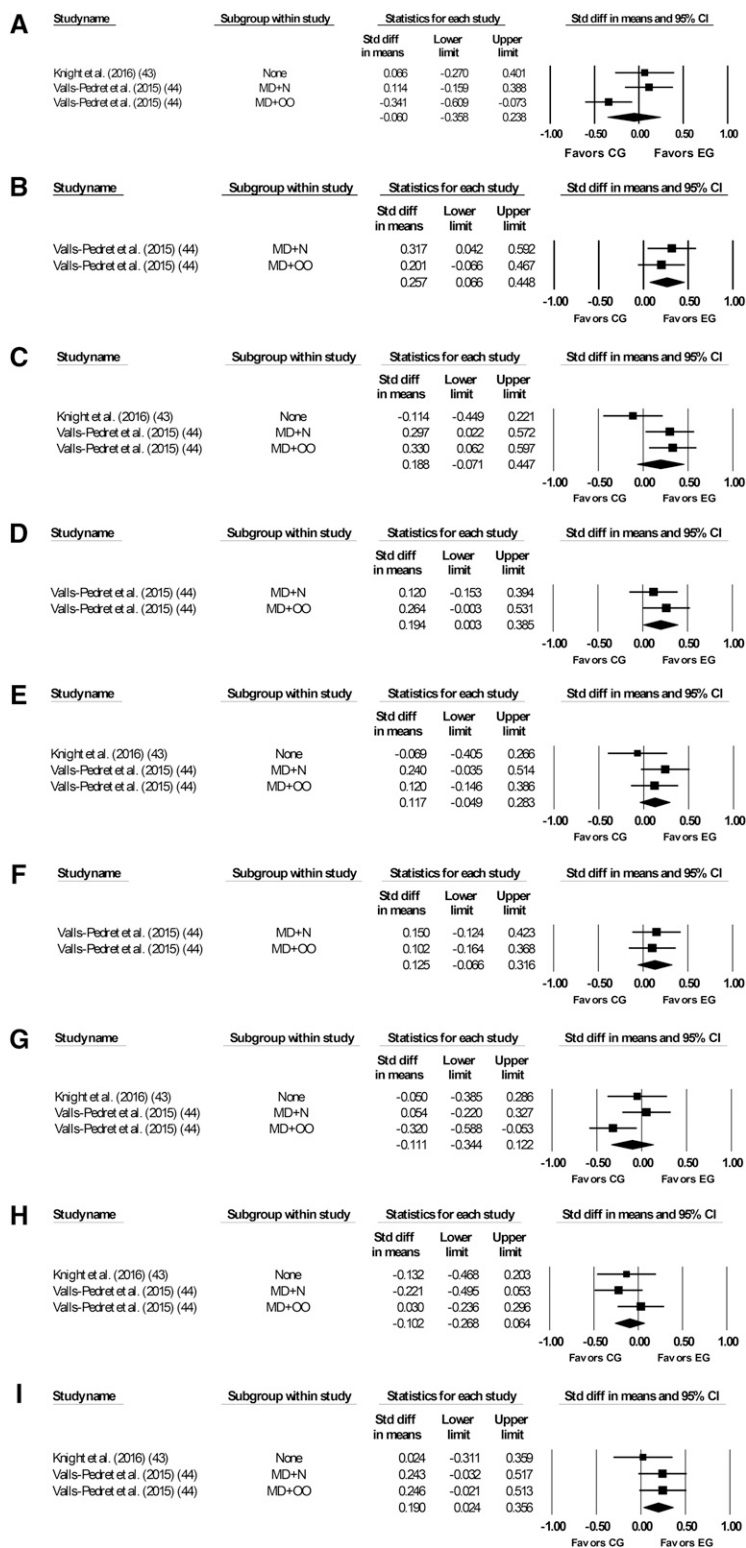 A
Studyname Subgroup within study Statistics for each study Std diff in means and 95% CI
Std diff Lower Upper
in means limit limit
Knight et al. (2016) (43) None 0.066 -0.270 0.401
Valls-Pedret et al. (2015) (44) MD+N 0.114 -0.159 0.388
Valls-Pedret et al. (2015) (44) MD+OO -0.341 -0.609 -0.073
-0.060 -0.358 0.238
-1.00 -0.50 0.00 0.50 1.00
Favors CG Favors EG
B
Studyname Subgroup within study Statistics for each study Std diff in means and 95% CI
Std diff Lower Upper
in means limit limit
Valls-Pedret et al. (2015) (44) MD+N 0.317 0.042 0.592
Valls-Pedret et al. (2015) (44) MD+OO 0.201 -0.066 0.467
0.257 0.066 0.448
-1.00 -0.50 0.00 0.50 1.00
Favors CG Favors EG
C
Studyname Subgroup within study Statistics for each study Std diff in means and 95% CI
Std diff Lower Upper
in means limit limit
Knight et al. (2016) (43) None -0.114 -0.449 0.221
Valls-Pedret et al. (2015) (44) MD+N 0.297 0.022 0.572
Valls-Pedret et al. (2015) (44) MD+OO 0.330 0.062 0.597
0.188 -0.071 0.447
-1.00 -0.50 0.00 0.50 1.00
Favors CG Favors EG
D
Studyname Subgroup within study Statistics for each study Std diff in means and 95% CI
Std diff Lower Upper
in means limit limit
Valls-Pedret et al. (2015) (44) MD+N 0.120 -0.153 0.394
Valls-Pedret et al. (2015) (44) MD+OO 0.264 -0.003 0.531
0.194 0.003 0.385
-1.00 -0.50 0.00 0.50 1.00
Favors CG Favors EG
E
Studyname Subgroup within study Statistics for each study Std diff in means and 95% CI
Std diff Lower Upper
in means limit limit
Knight et al. (2016) (43) None -0.069 -0.405 0.266
Valls-Pedret et al. (2015) (44) MD+N 0.240 -0.035 0.514
Valls-Pedret et al. (2015) (44) MD+OO 0.120 -0.146 0.386
0.117 -0.049 0.283
-1.00 -0.50 0.00 0.50 1.00
Favors CG Favors EG
F
Studyname Subgroup within study Statistics for each study Std diff in means and 95% CI
Std diff Lower Upper
in means limit limit
Valls-Pedret et al. (2015) (44) MD+N 0.150 -0.124 0.423
Valls-Pedret et al. (2015) (44) MD+OO 0.102 -0.164 0.368
0.125 -0.066 0.316
-1.00 -0.50 0.00 0.50 1.00
Favors CG Favors EG
G
Studyname Subgroup within study Statistics for each study Std diff in means and 95% CI
Std diff Lower Upper
in means limit limit
Knight et al. (2016) (43) None -0.050 -0.385 0.286
Valls-Pedret et al. (2015) (44) MD+N 0.054 -0.220 0.327
Valls-Pedret et al. (2015) (44) MD+OO -0.320 -0.588 -0.053
-0.111 -0.344 0.122
-1.00 -0.50 0.00 0.50 1.00
Favors CG Favors EG
H
Studyname Subgroup within study Statistics for each study Std diff in means and 95% CI
Std diff Lower Upper
in means limit limit
Knight et al. (2016) (43) None -0.132 -0.468 0.203
Valls-Pedret et al. (2015) (44) MD+N -0.221 -0.495 0.053
Valls-Pedret et al. (2015) (44) MD+OO 0.030 -0.236 0.296
-0.102 -0.268 0.064
-1.00 -0.50 0.00 0.50 1.00
Favors CG Favors EG
I
Studyname Subgroup within study Statistics for each study Std diff in means and 95% CI
Std diff Lower Upper
in means limit limit
Knight et al. (2016) (43) None 0.024 -0.311 0.359
Valls-Pedret et al. (2015) (44) MD+N 0.243 -0.032 0.517
Valls-Pedret et al. (2015) (44) MD+OO 0.246 -0.021 0.513
0.190 0.024 0.356
-1.00 -0.50 0.00 0.50 1.00
Favors CG Favors EG